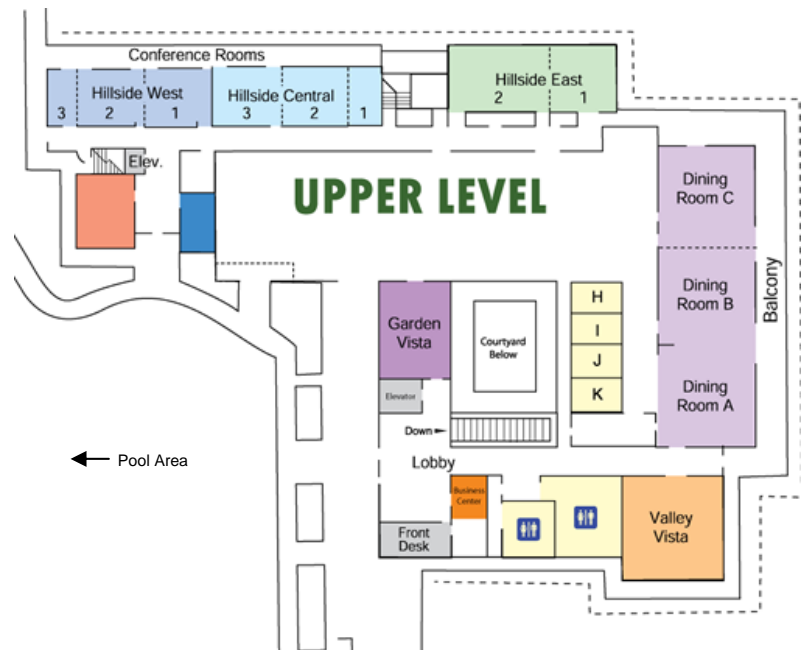 Conference Rooms
Hillside West
3 2 1
Hillside Central
3 2 1
Hillside East
2 1
Elev.
UPPER LEVEL
Dining
Room C
Dining
Room B
Dining
Room A
Balcony
Garden
Vista
Courtyard
Below
H
I
J
K
Elevator
Down
Lobby
Pool Area
Business
Center
Front
Desk
Valley
Vista